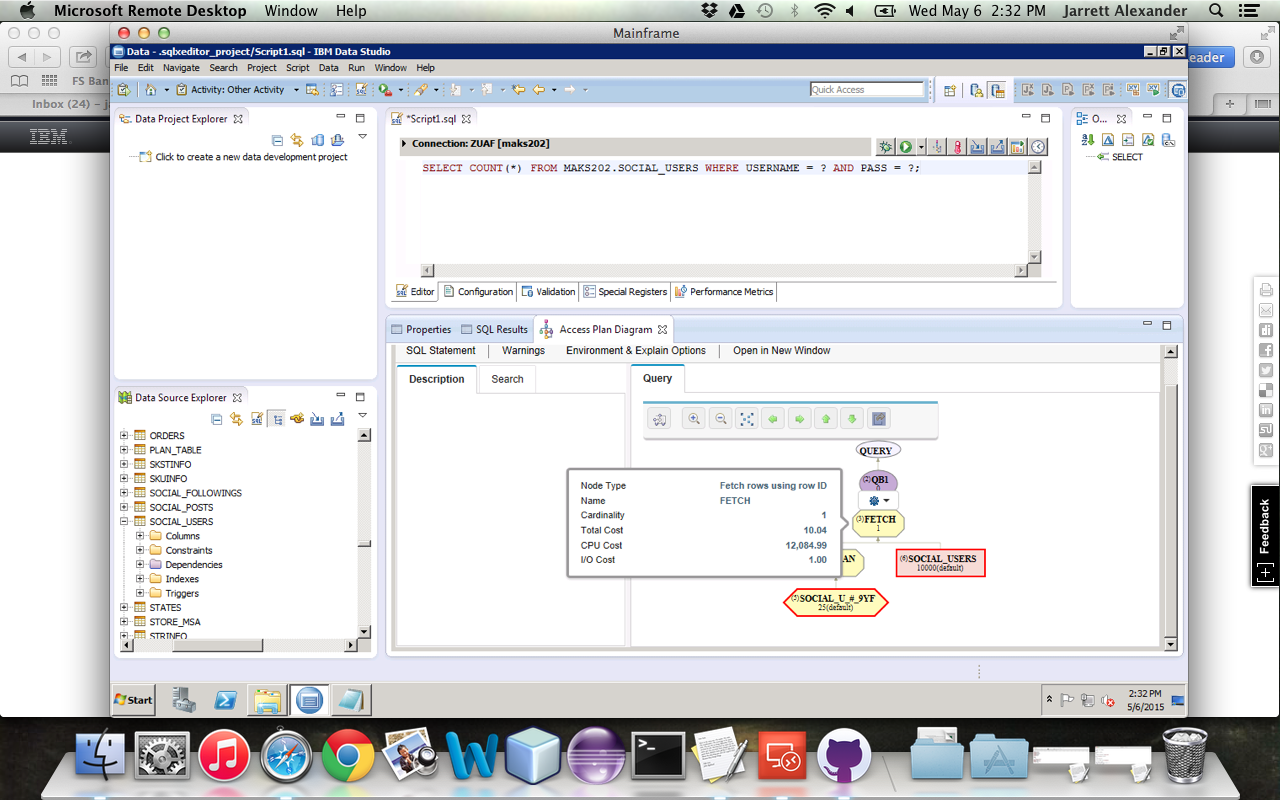 Microsoft Remote Desktop Window Help
Wed May 6 2:32 PM Jarrett Alexander
Mainframe
eader
FS Ban
Inbox (24) – j
IBM
Data - .sqlxeditor_project/Script1.sql - IBM Data Studio
File Edit Navigate Search Project Script Data Run Window Help
Activity: Other Activity
Quick Access
Data Project Explorer
Click to create a new data development project
*Script1.sql
Connection: ZUAF [maks202]
SELECT COUNT(*) FROM MAKS202.SOCIAL_USERS WHERE USERNAME = ? AND PASS = ?;
Editor Configuration Validation Special Registers Performance Metrics
O...
SELECT
Data Source Explorer
ORDERS
PLAN_TABLE
SKSTINFO
SKUINFO
SOCIAL_FOLLOWINGS
SOCIAL_POSTS
SOCIAL_USERS
Columns
Constraints
Dependencies
Indexes
Triggers
STATES
STORE_MSA
STRINFO
Properties SQL Results Access Plan Diagram
SQL Statement Warnings Environment & Explain Options Open in New Window
Description Search
Query
QUERY
(2)QB1
Node Type Fetch rows using row ID
Name FETCH
Cardinality 1
Total Cost 10.04
CPU Cost 12,084.99
I/O Cost 1.00
(3)FETCH
1
AN
(6)SOCIAL_USERS
10000(default)
(5)SOCIAL_U_#_9YF
25(default)
Feedback
Start
2:32 PM
5/6/2015